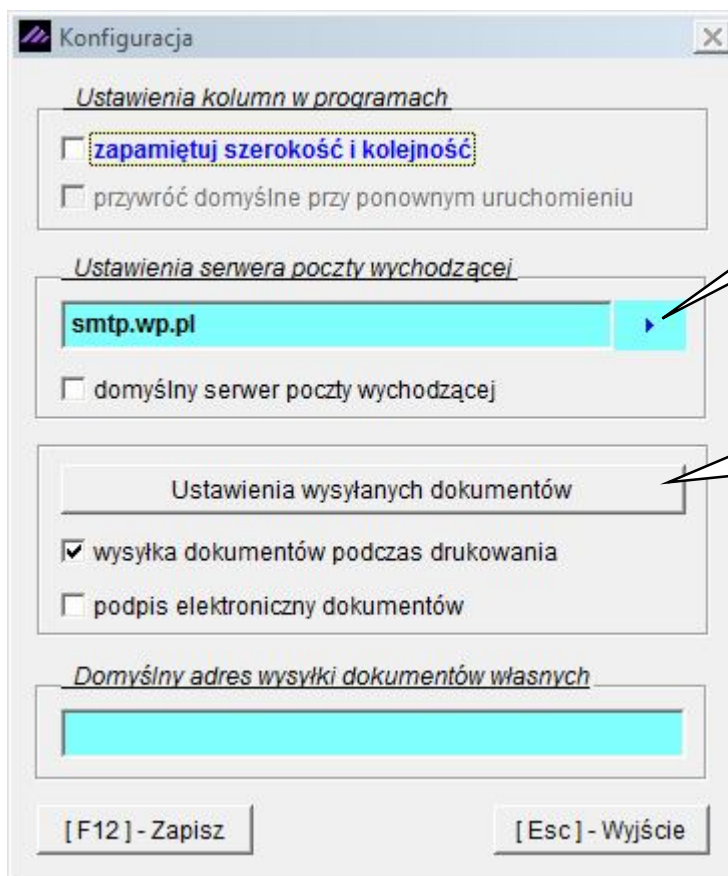 Konfiguracja
Ustawienia kolumn w programach
zapamiętuj szerokość i kolejność
przywróć domyślne przy ponownym uruchomieniu
Ustawienia serwera poczty wychodzącej
smtp.wp.pl
domyślny serwer poczty wychodzącej
Ustawienia wysyłanych dokumentów
wysyłka dokumentów podczas drukowania
podpis elektroniczny dokumentów
Domyślny adres wysyłki dokumentów własnych
[ F12 ] - Zapisz
[ Esc ] - Wyjście